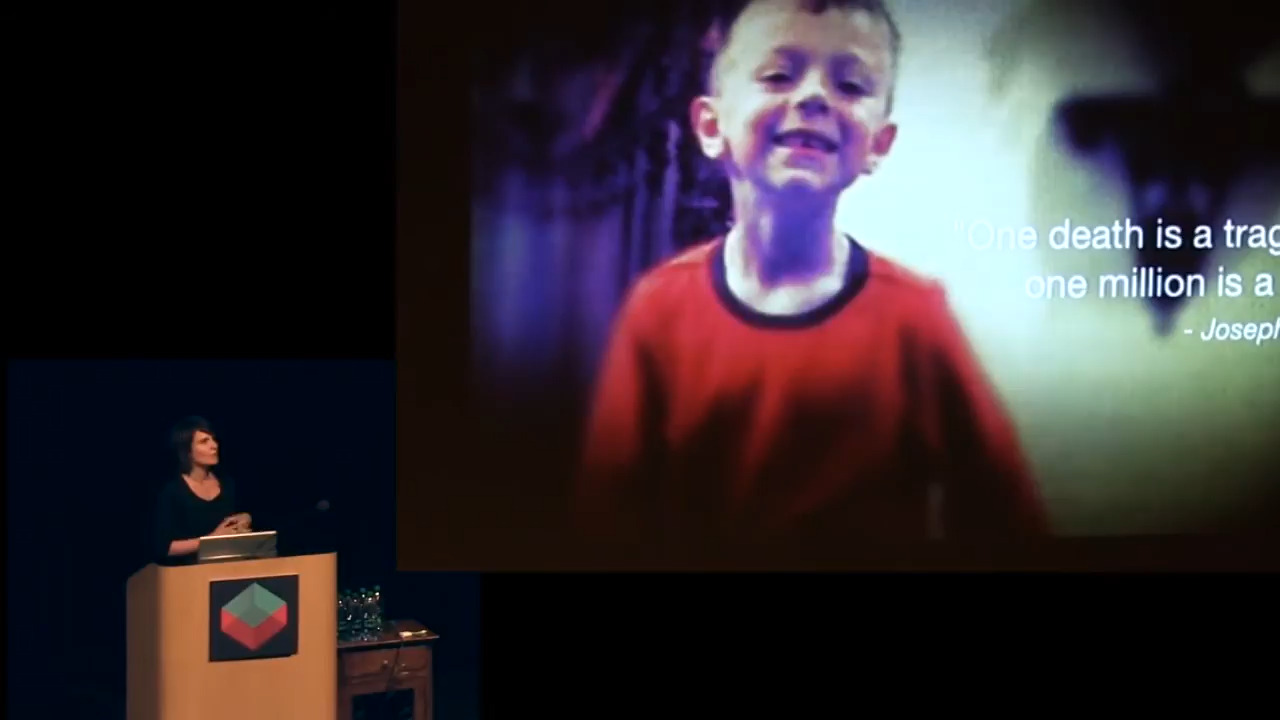 "One death is a trag
one million is a
- Joseph